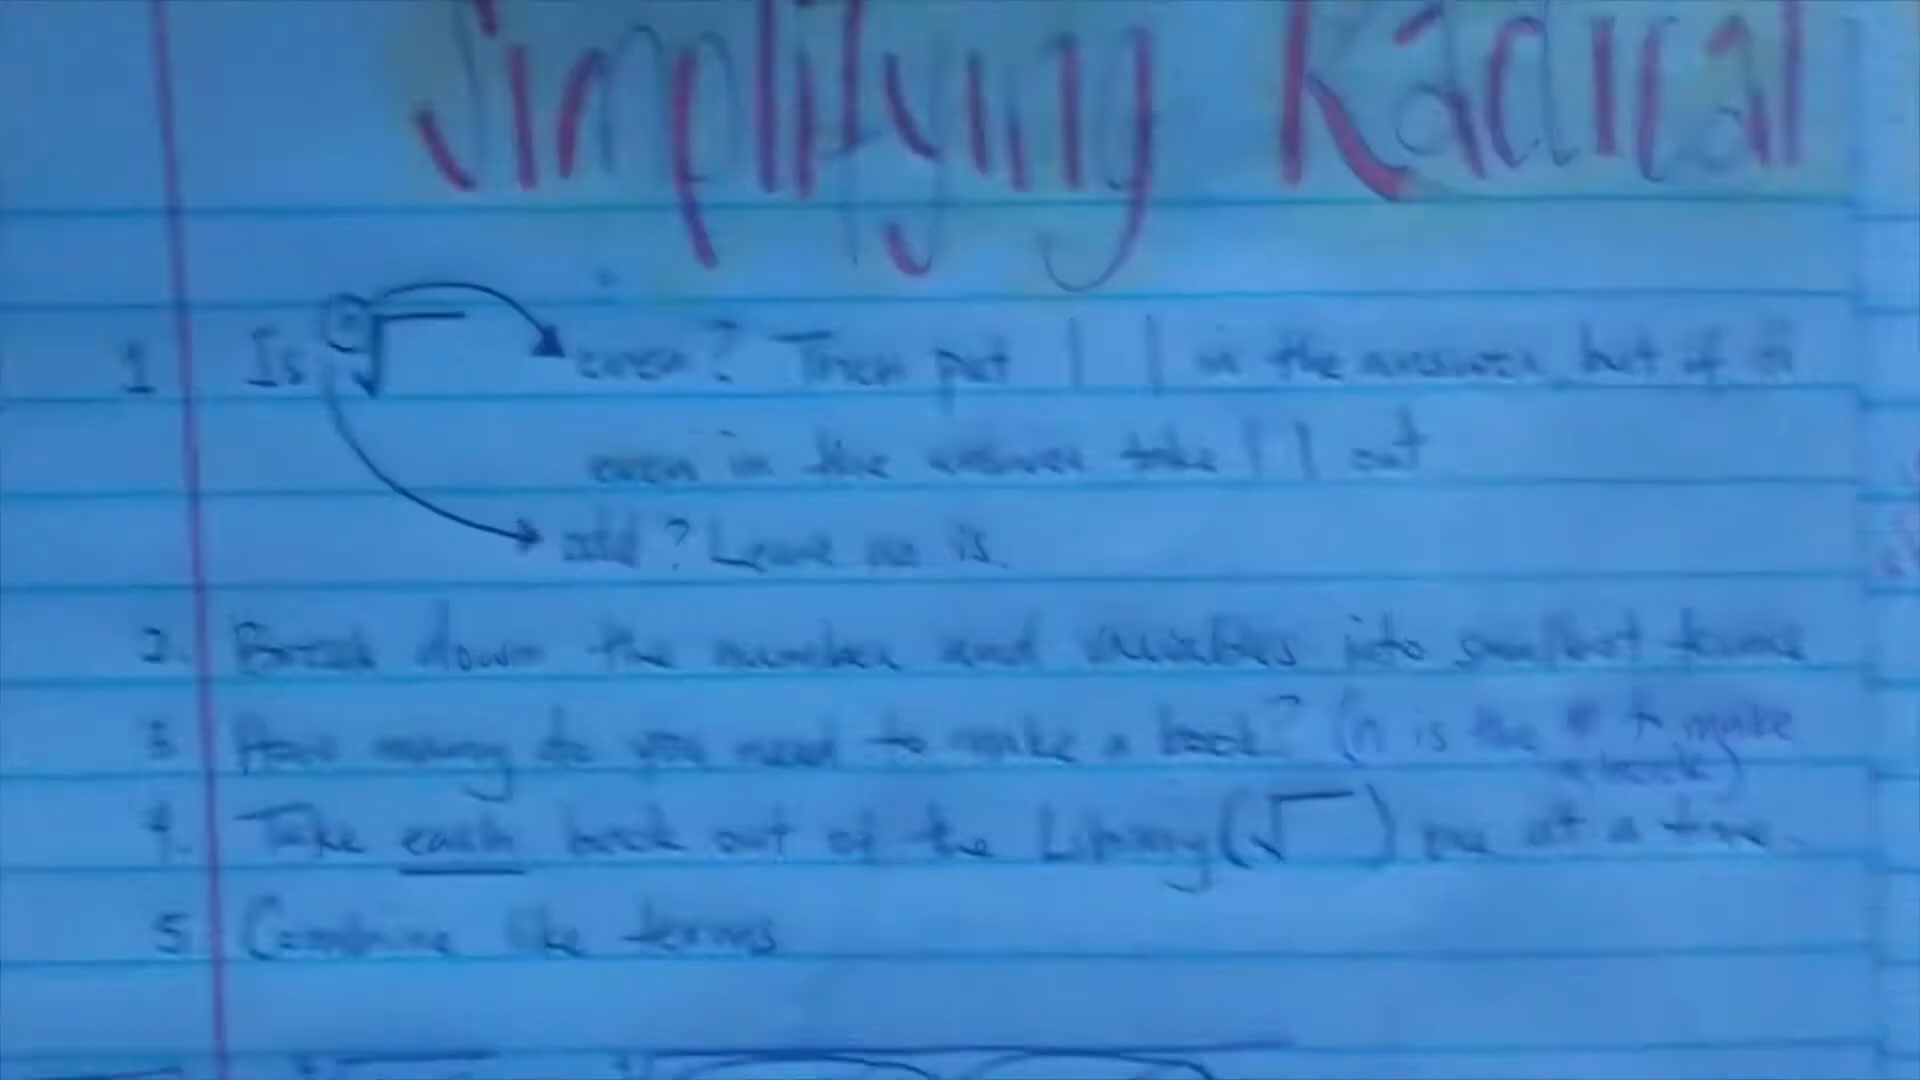 Simplifying Radical
1 Is ⁿ√ even? Then put | | in the answer but if it
even in the answer take | | out
odd? Leave as is.
2. Break down the number and variables into smallest terms
3. How many do you need to make a book? (n is the # to make
a book)
4. Take each book out of the Library (√ ) one at a time.
5. Combine like terms